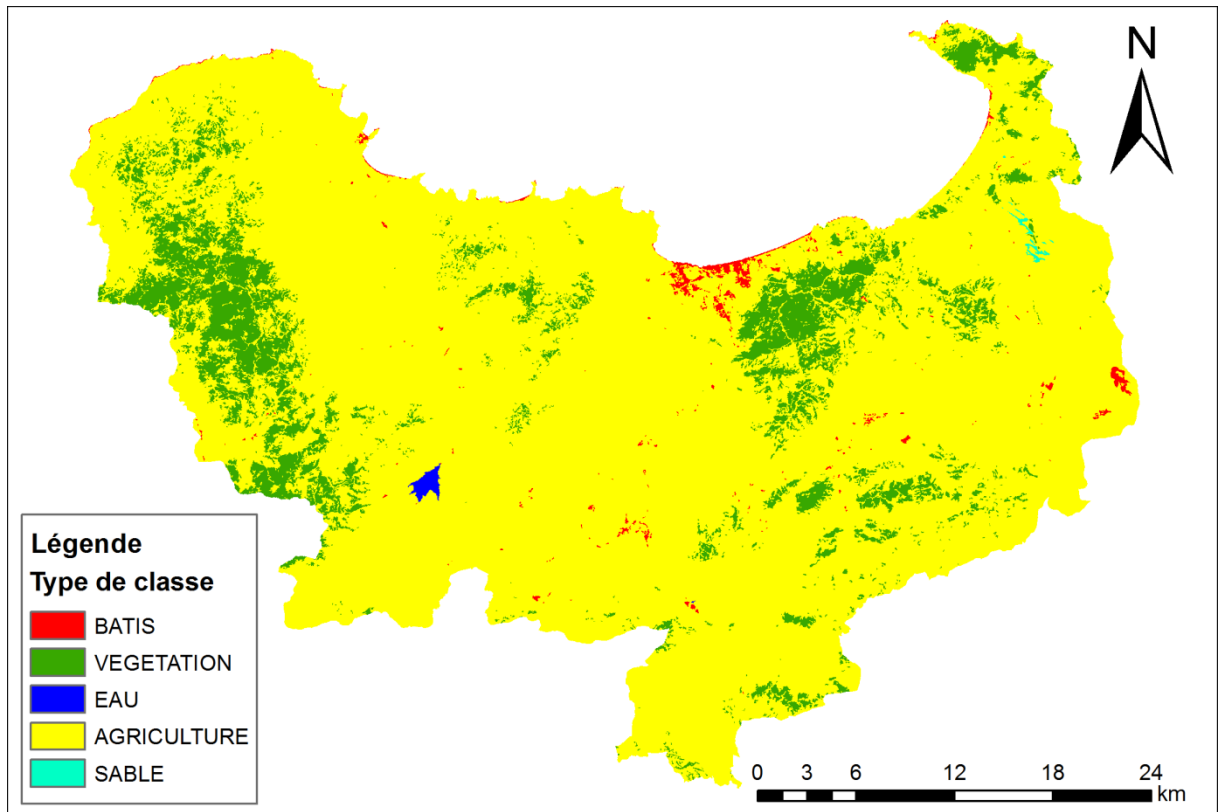 N
Légende
Type de classe
BATIS
VEGETATION
EAU
AGRICULTURE
SABLE
0 3 6 12 18 24
km